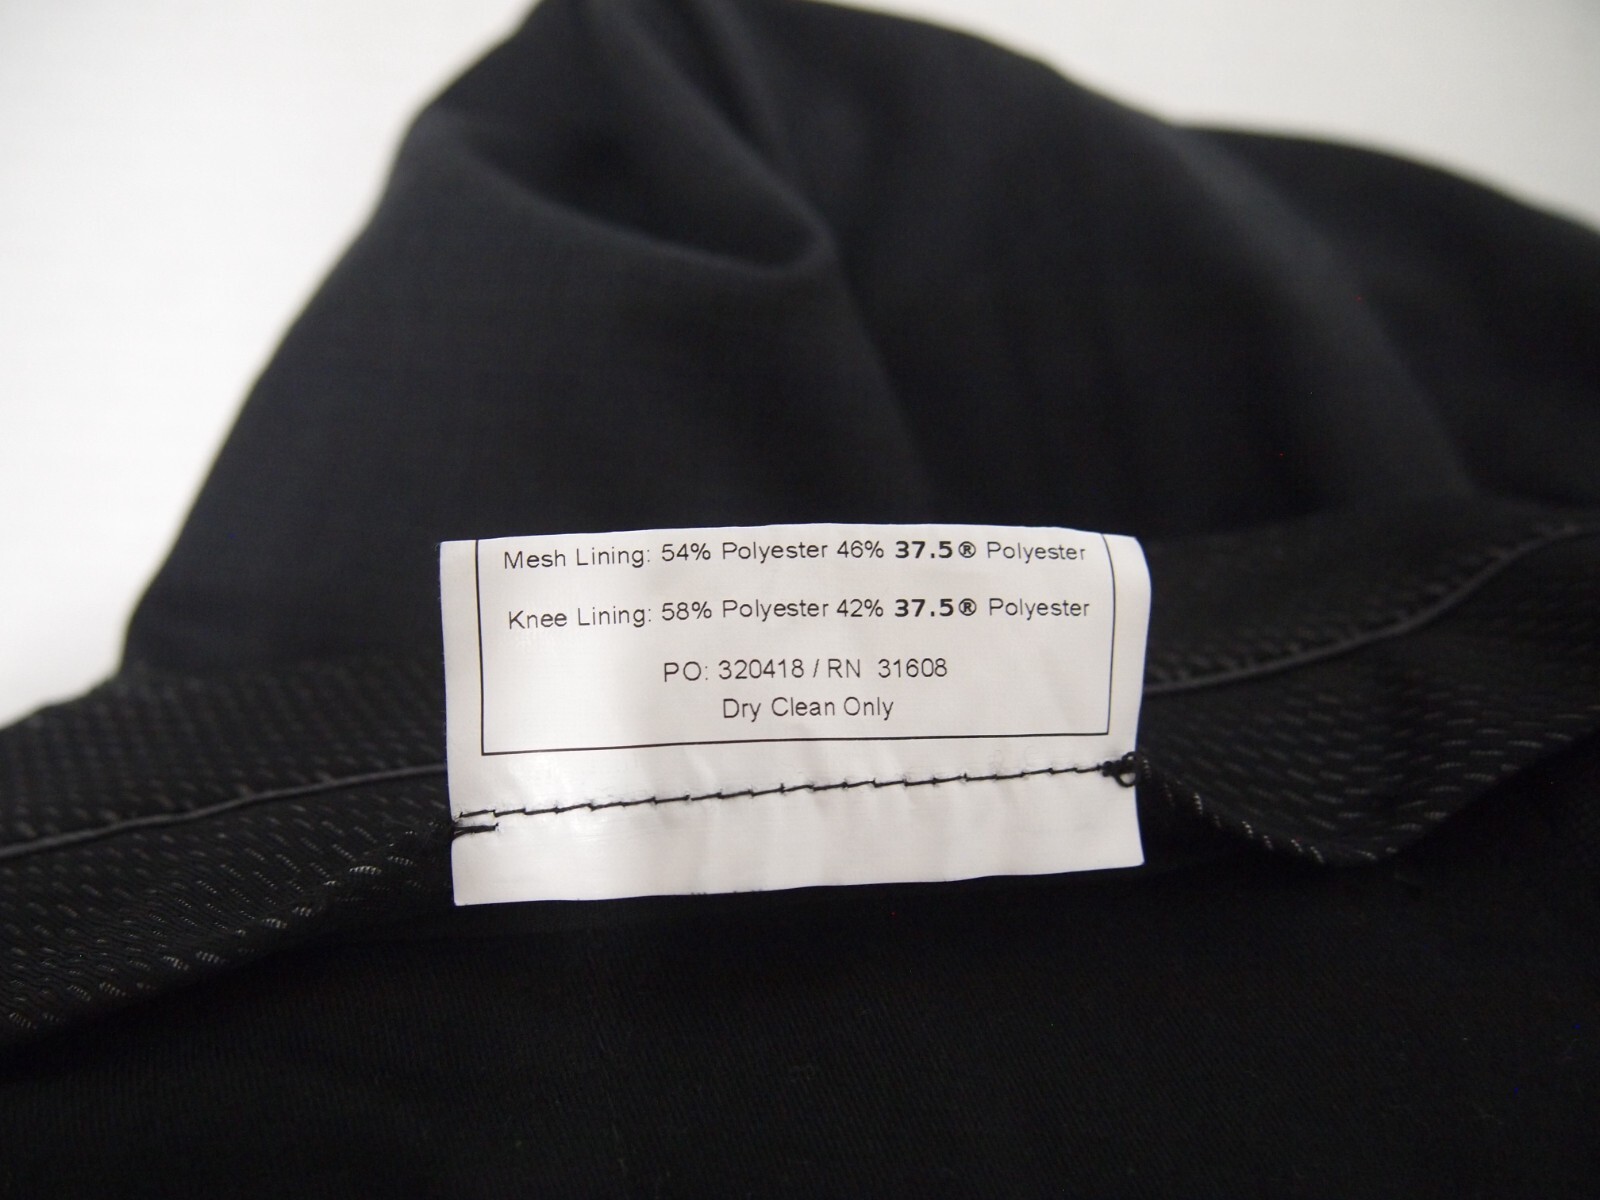 Mesh Lining: 54% Polyester 46% 37.5® Polyester
Knee Lining: 58% Polyester 42% 37.5® Polyester
PO: 320418 / RN 31608
Dry Clean Only